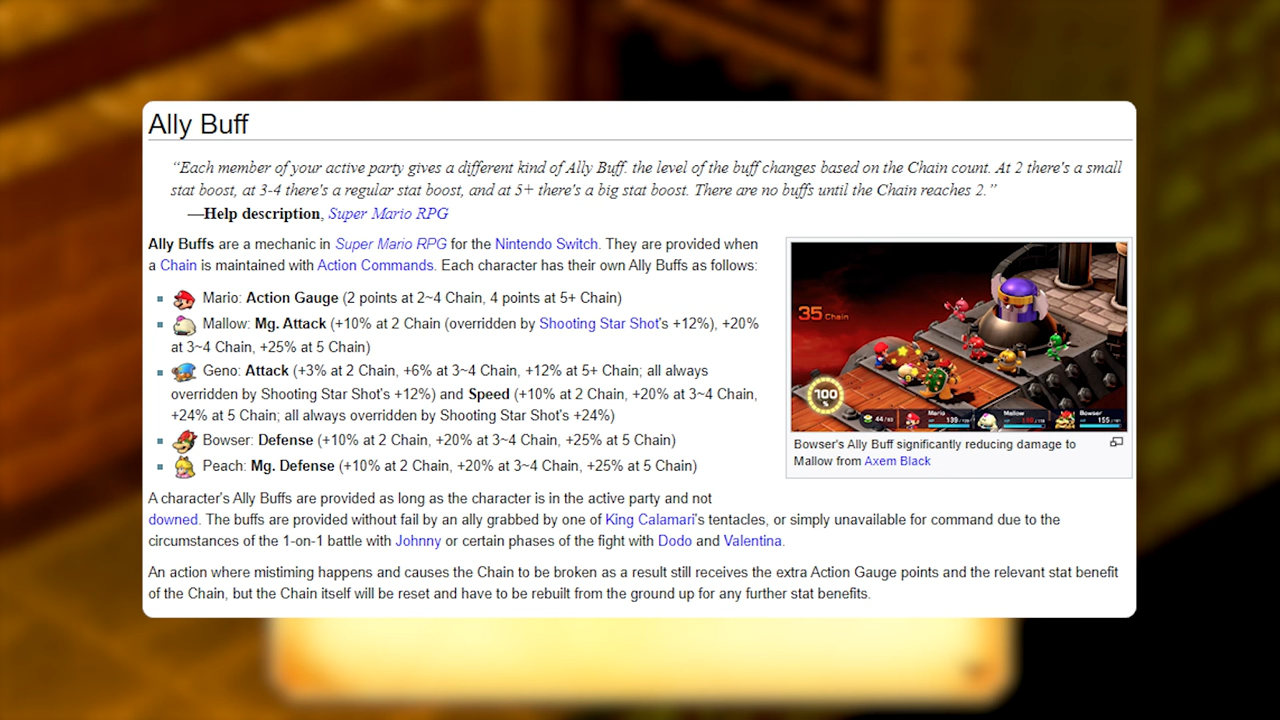 Ally Buff
“Each member of your active party gives a different kind of Ally Buff. the level of the buff changes based on the Chain count. At 2 there's a small
stat boost, at 3-4 there's a regular stat boost, and at 5+ there's a big stat boost. There are no buffs until the Chain reaches 2.”
—Help description, Super Mario RPG
Ally Buffs are a mechanic in Super Mario RPG for the Nintendo Switch. They are provided when
a Chain is maintained with Action Commands. Each character has their own Ally Buffs as follows:
Mario: Action Gauge (2 points at 2~4 Chain, 4 points at 5+ Chain)
Mallow: Mg. Attack (+10% at 2 Chain (overridden by Shooting Star Shot's +12%), +20%
at 3~4 Chain, +25% at 5 Chain)
Geno: Attack (+3% at 2 Chain, +6% at 3~4 Chain, +12% at 5+ Chain; all always
overridden by Shooting Star Shot's +12%) and Speed (+10% at 2 Chain, +20% at 3~4 Chain,
+24% at 5 Chain; all always overridden by Shooting Star Shot's +24%)
Bowser: Defense (+10% at 2 Chain, +20% at 3~4 Chain, +25% at 5 Chain)
Peach: Mg. Defense (+10% at 2 Chain, +20% at 3~4 Chain, +25% at 5 Chain)
35 Chain
100
Mario
Mallow
Bowser
Bowser's Ally Buff significantly reducing damage to
Mallow from Axem Black
A character's Ally Buffs are provided as long as the character is in the active party and not
downed. The buffs are provided without fail by an ally grabbed by one of King Calamari's tentacles, or simply unavailable for command due to the
circumstances of the 1-on-1 battle with Johnny or certain phases of the fight with Dodo and Valentina.
An action where mistiming happens and causes the Chain to be broken as a result still receives the extra Action Gauge points and the relevant stat benefit
of the Chain, but the Chain itself will be reset and have to be rebuilt from the ground up for any further stat benefits.